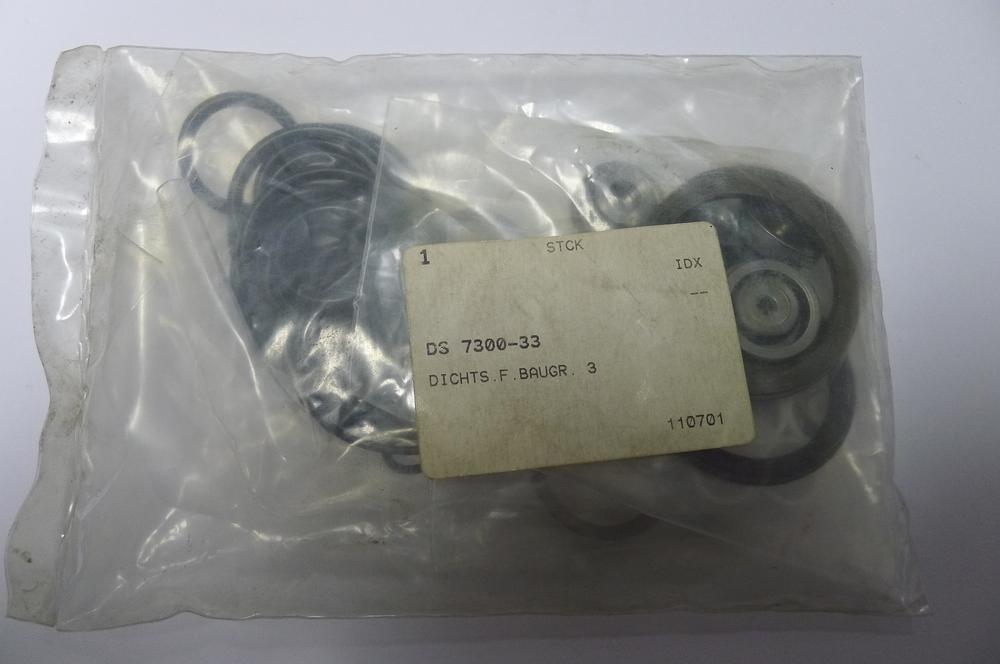 1 STCK
IDX
--
DS 7300-33
DICHTS.F.BAUGR. 3
110701